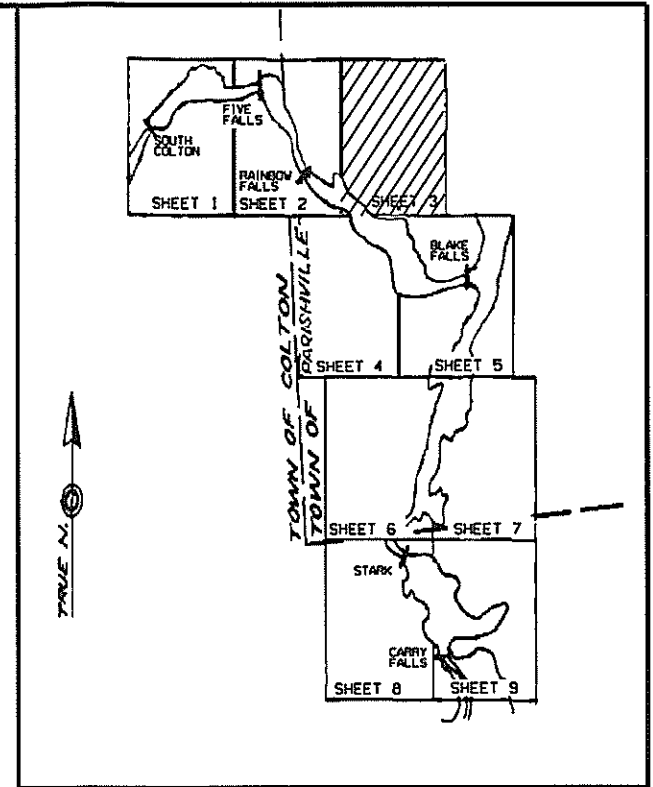 FIVE
FALLS
SOUTH
COLTON
RAINBOW
FALLS
SHEET 1
SHEET 2
SHEET 3
BLAKE
FALLS
TOWN OF COLTON
PARISHVILLE
TOWN OF
SHEET 4
SHEET 5
TRUE N.
SHEET 6
SHEET 7
STARK
CARRY
FALLS
SHEET 8
SHEET 9